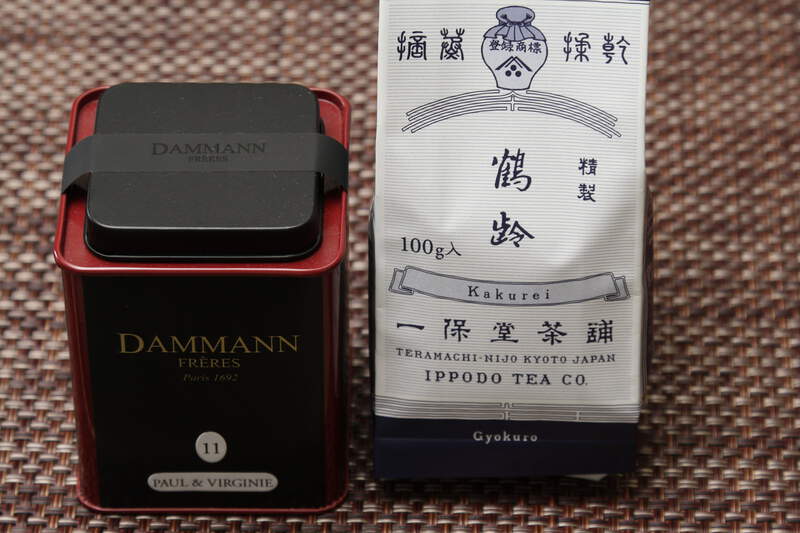 DAMMANN
FRÈRES
DAMMANN
FRÈRES
Paris 1692
11
PAUL & VIRGINIE
摘蒸 揉乾
登録商標
鶴齢
精製
100g入
Kakurei
一保堂茶舗
TERAMACHI-NIJO KYOTO JAPAN
IPPODO TEA CO.
Gyokuro